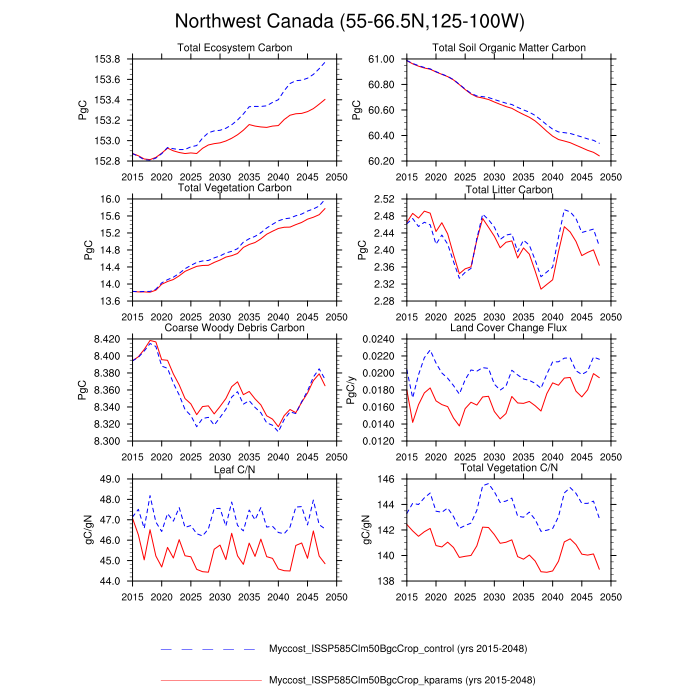 Northwest Canada (55-66.5N,125-100W)
Total Ecosystem Carbon
PgC
153.8
153.6
153.4
153.2
153.0
152.8
2015 2020 2025 2030 2035 2040 2045 2050
Total Soil Organic Matter Carbon
PgC
61.00
60.80
60.60
60.40
60.20
2015 2020 2025 2030 2035 2040 2045 2050
Total Vegetation Carbon
PgC
16.0
15.6
15.2
14.8
14.4
14.0
13.6
2015 2020 2025 2030 2035 2040 2045 2050
Total Litter Carbon
PgC
2.52
2.48
2.44
2.40
2.36
2.32
2.28
2015 2020 2025 2030 2035 2040 2045 2050
Coarse Woody Debris Carbon
PgC
8.420
8.400
8.380
8.360
8.340
8.320
8.300
2015 2020 2025 2030 2035 2040 2045 2050
Land Cover Change Flux
PgC/y
0.0240
0.0220
0.0200
0.0180
0.0160
0.0140
0.0120
2015 2020 2025 2030 2035 2040 2045 2050
Leaf C/N
gC/gN
49.0
48.0
47.0
46.0
45.0
44.0
2015 2020 2025 2030 2035 2040 2045 2050
Total Vegetation C/N
gC/gN
146
144
142
140
138
2015 2020 2025 2030 2035 2040 2045 2050
Myccost_ISSP585Clm50BgcCrop_control (yrs 2015-2048)
Myccost_ISSP585Clm50BgcCrop_kparams (yrs 2015-2048)